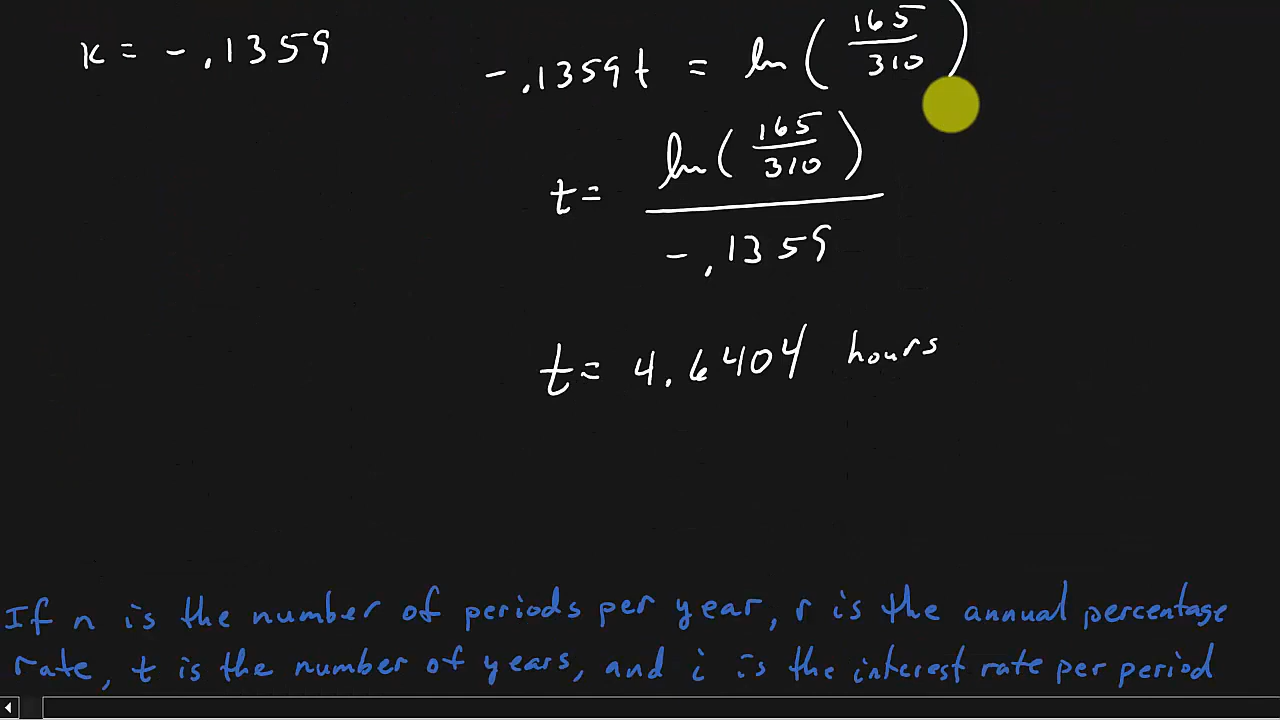 k = -.1359
-.1359t = ln(165/310)
t = ln(165/310) / -.1359
t = 4.6404 hours
If n is the number of periods per year, r is the annual percentage
rate, t is the number of years, and i is the interest rate per period